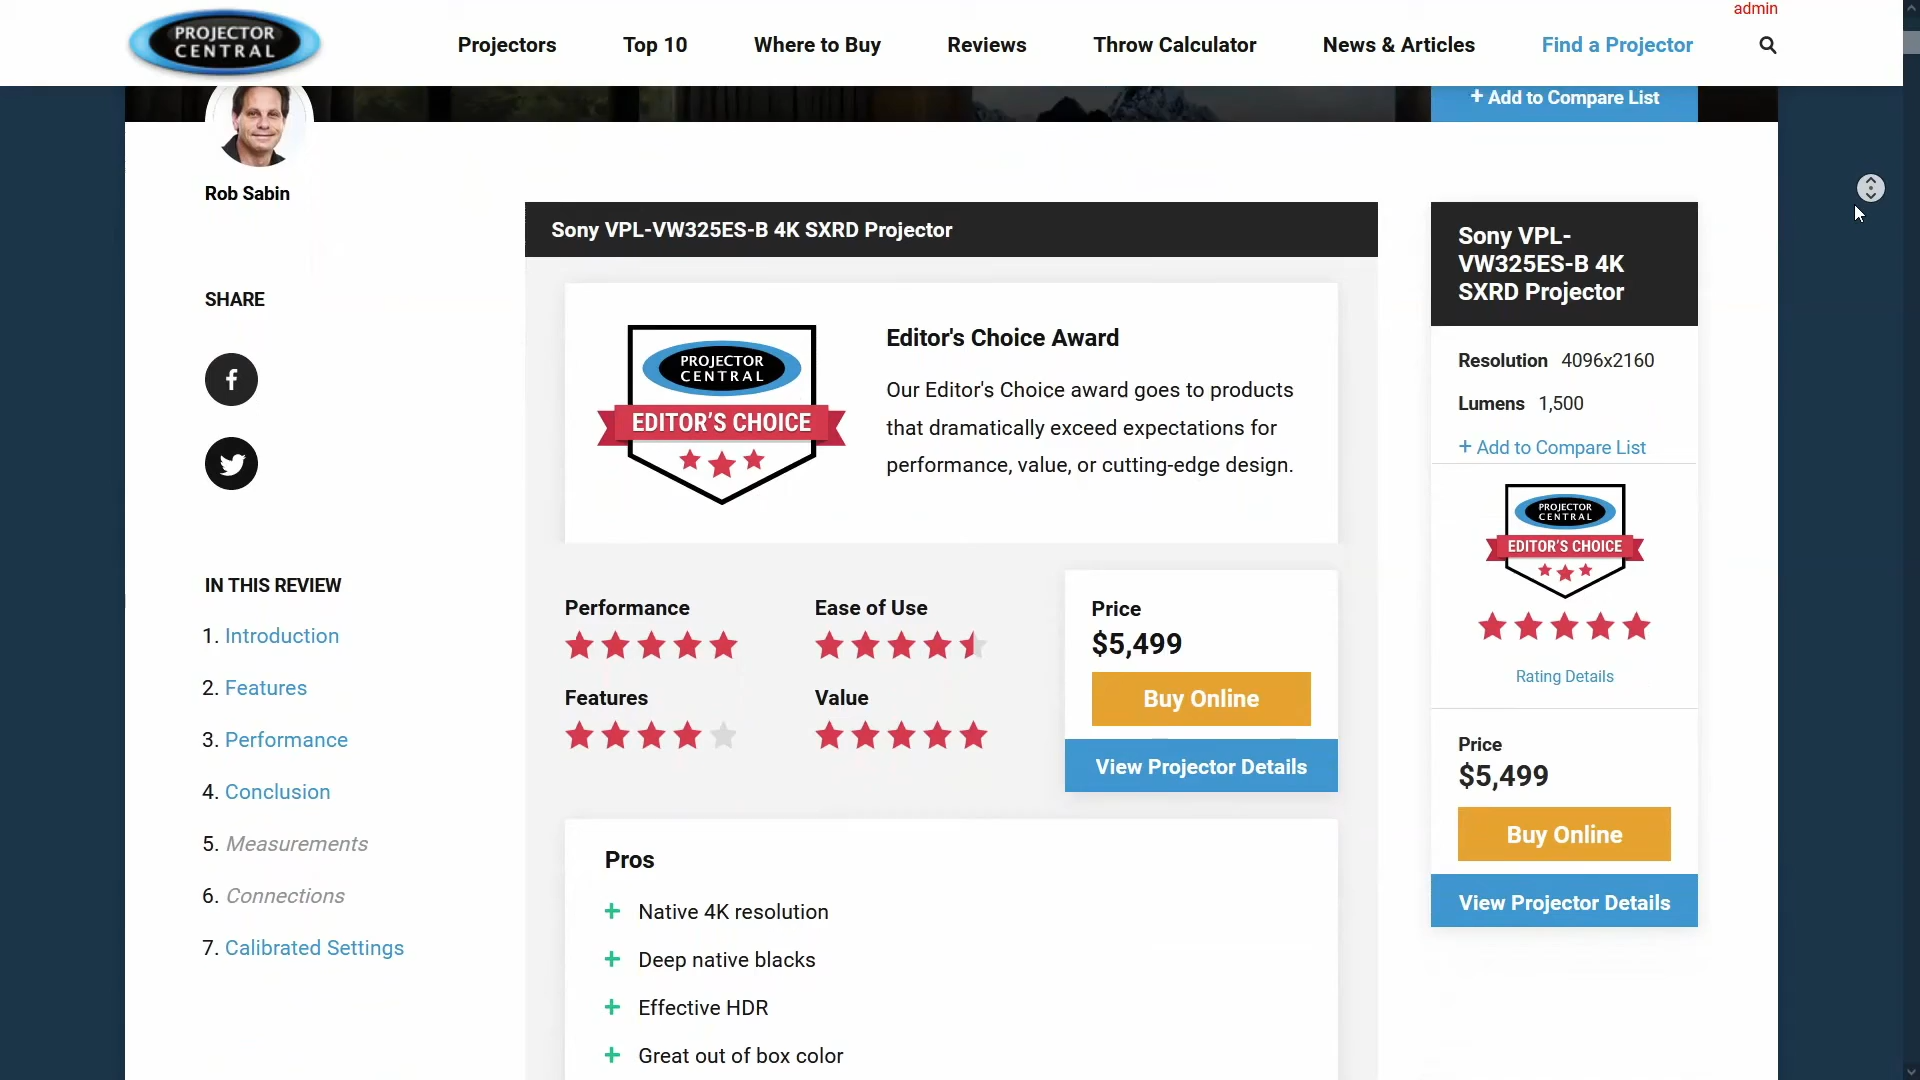 admin
PROJECTOR
CENTRAL
Projectors
Top 10
Where to Buy
Reviews
Throw Calculator
News & Articles
Find a Projector
+ Add to Compare List
Rob Sabin
SHARE
IN THIS REVIEW
1. Introduction
2. Features
3. Performance
4. Conclusion
5. Measurements
6. Connections
7. Calibrated Settings
Sony VPL-VW325ES-B 4K SXRD Projector
PROJECTOR
CENTRAL
EDITOR'S CHOICE
Editor's Choice Award
Our Editor's Choice award goes to products
that dramatically exceed expectations for
performance, value, or cutting-edge design.
Performance
Ease of Use
Features
Value
Price
$5,499
Buy Online
View Projector Details
Pros
+ Native 4K resolution
+ Deep native blacks
+ Effective HDR
+ Great out of box color
Sony VPL-
VW325ES-B 4K
SXRD Projector
Resolution 4096x2160
Lumens 1,500
+ Add to Compare List
PROJECTOR
CENTRAL
EDITOR'S CHOICE
Rating Details
Price
$5,499
Buy Online
View Projector Details